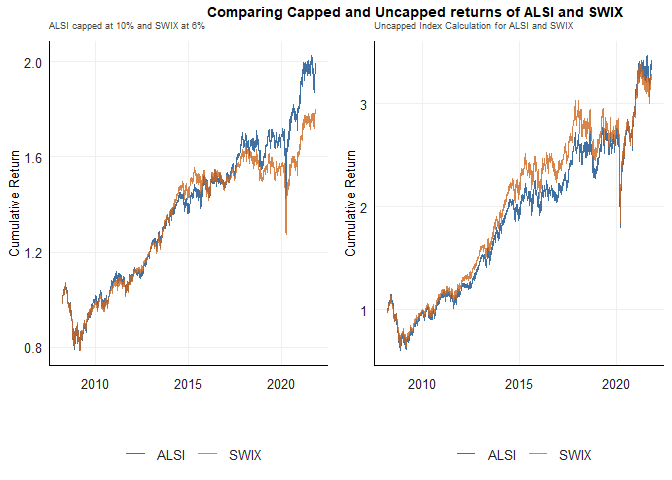 Comparing Capped and Uncapped returns of ALSI and SWIX
ALSI capped at 10% and SWIX at 6%
Cumulative Return
2.0
1.6
1.2
0.8
2010 2015 2020
ALSI SWIX
Uncapped Index Calculation for ALSI and SWIX
Cumulative Return
3
2
1
2010 2015 2020
ALSI SWIX